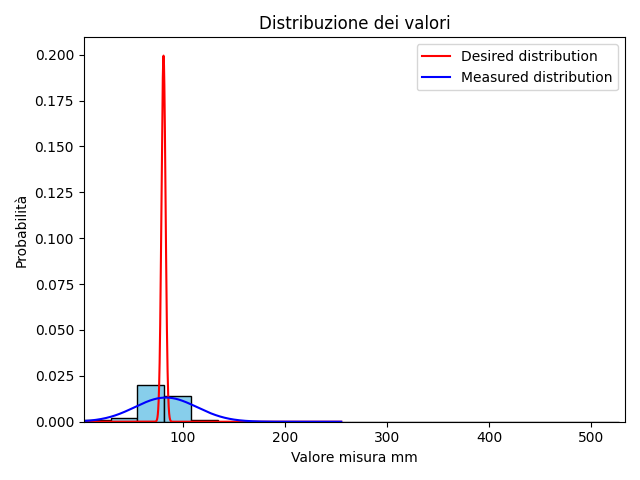 Distribuzione dei valori
Desired distribution
Measured distribution
0.200
0.175
0.150
0.125
0.100
0.075
0.050
0.025
0.000
Probabilità
100 200 300 400 500
Valore misura mm